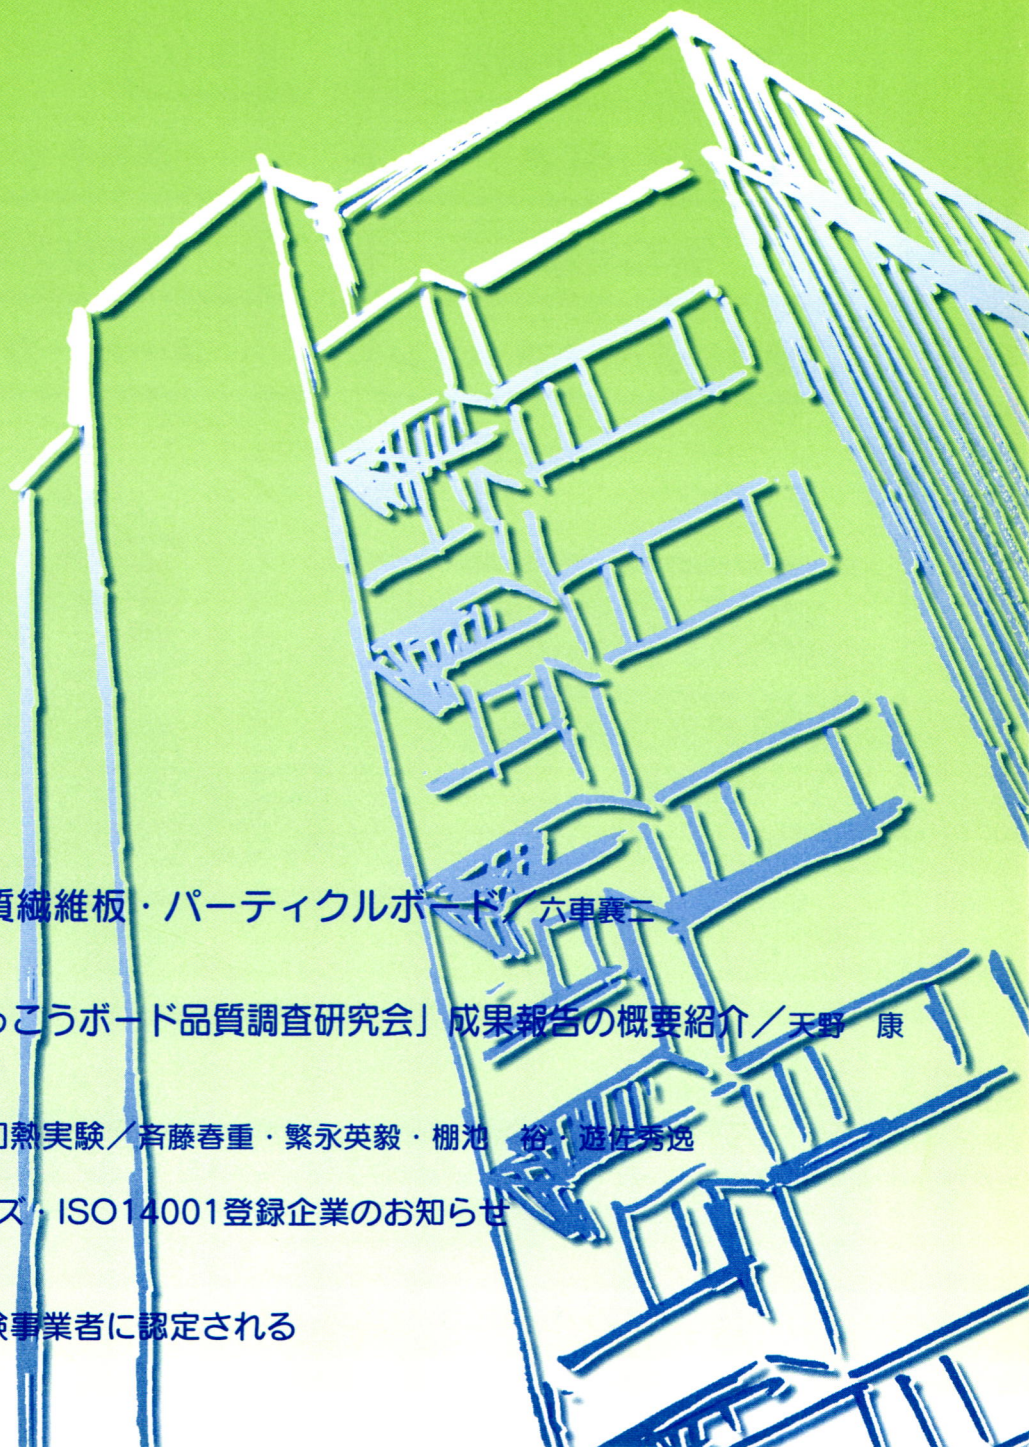 質繊維板・パーティクルボード／六車襄二
っこうボード品質調査研究会」成果報告の概要紹介／天野　康
加熱実験／斉藤春重・繁永英毅・棚池　裕・遊佐秀逸
ズ・ISO14001登録企業のお知らせ
験事業者に認定される